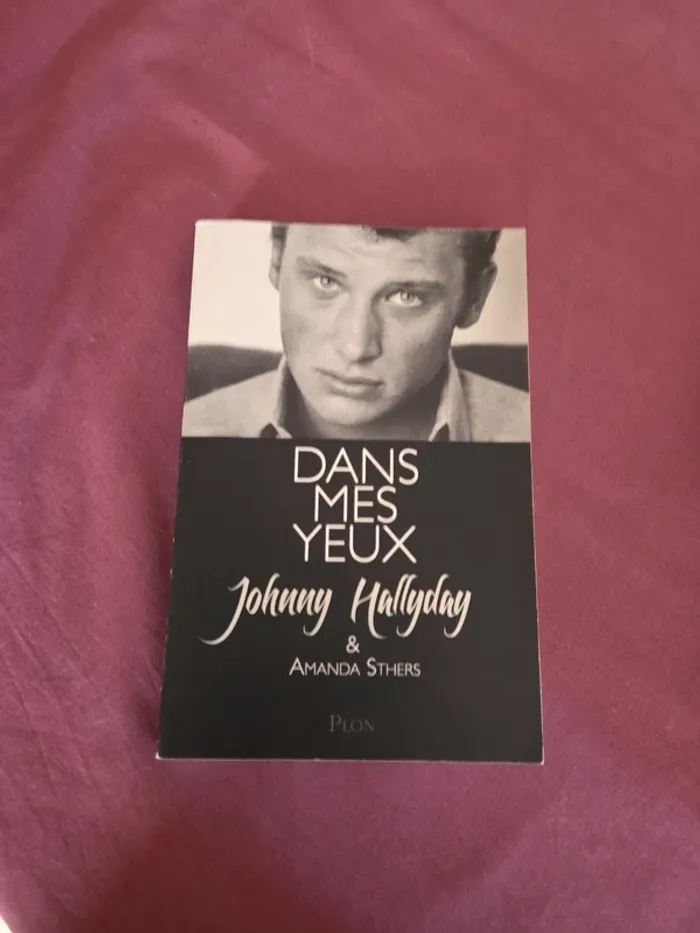 DANS
MES
YEUX
Johnny Hallyday
&
AMANDA STHERS
PLON